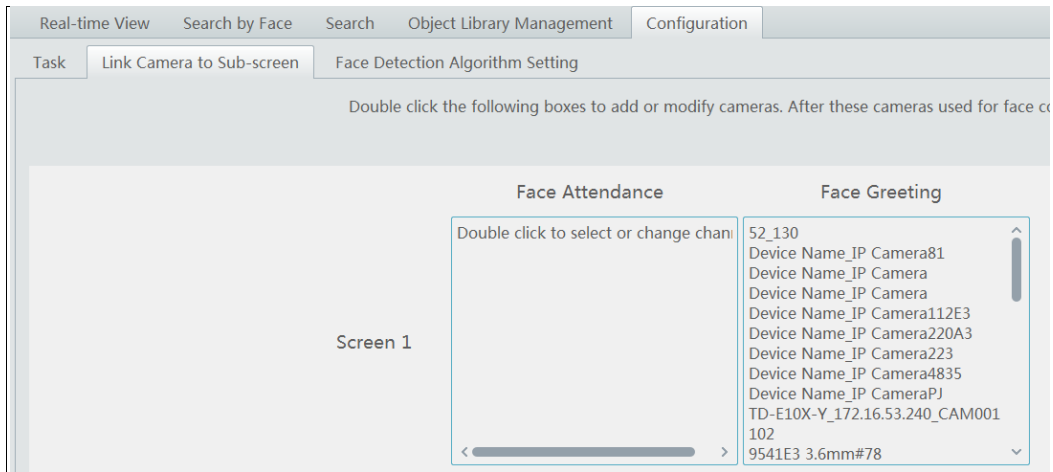 Real-time View Search by Face Search Object Library Management Configuration
Task Link Camera to Sub-screen Face Detection Algorithm Setting
Double click the following boxes to add or modify cameras. After these cameras used for face
Face Attendance Face Greeting
Screen 1
Double click to select or change
52_130
Device Name_IP Camera81
Device Name_IP Camera
Device Name_IP Camera
Device Name_IP Camera112E3
Device Name_IP Camera220A3
Device Name_IP Camera223
Device Name_IP Camera4835
Device Name_IP CameraPJ
TD-E10X-Y_172.16.53.240_CAM001
102
9541E3 3.6mm#78